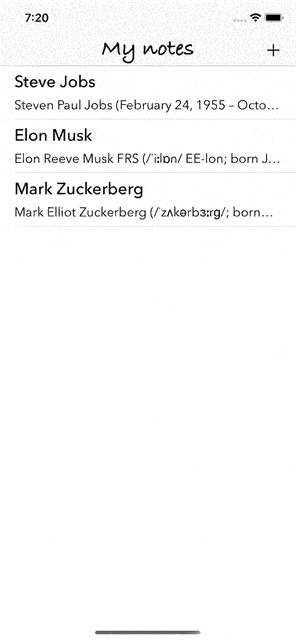 7:20
My notes
+
Steve Jobs
Steven Paul Jobs (February 24, 1955 – Octo...
Elon Musk
Elon Reeve Musk FRS (/ˈiːlɒn/ EE-lon; born J...
Mark Zuckerberg
Mark Elliot Zuckerberg (/ˈzʌkərbɜːrɡ/; born...